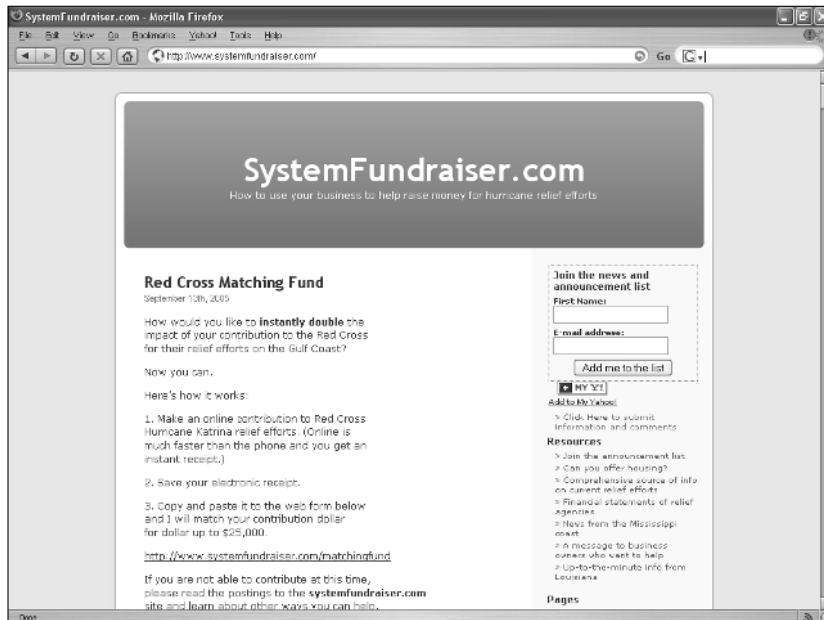 SystemFundraiser.com - Mozilla Firefox
File Edit View Go Bookmarks Yahoo! Tools Help
http://www.systemfundraiser.com/
Go
SystemFundraiser.com
How to use your business to help raise money for hurricane relief efforts
Red Cross Matching Fund
September 13th, 2005
How would you like to instantly double the
impact of your contribution to the Red Cross
for their relief efforts on the Gulf Coast?
Now you can.
Here's how it works:
1. Make an online contribution to Red Cross
Hurricane Katrina relief efforts. (Online is
much faster than the phone and you get an
instant receipt.)
2. Save your electronic receipt.
3. Copy and paste it to the web form below
and I will match your contribution dollar
for dollar up to $25,000.
http://www.systemfundraiser.com/matchingfund
If you are not able to contribute at this time,
please read the postings to the systemfundraiser.com
site and learn about other ways you can help.
Join the news and
announcement list
First Name:
E-mail address:
Add me to the list
+ MY Y!
Add to My Yahoo!
» Click Here to submit
information and comments
Resources
» Join the announcement list
» Can you offer housing?
» Comprehensive source of info
on current relief efforts
» Financial statements of relief
agencies
» News from the Mississippi
coast
» A message to business
owners who want to help
» Up-to-the-minute info from
Louisiana
Pages
Done